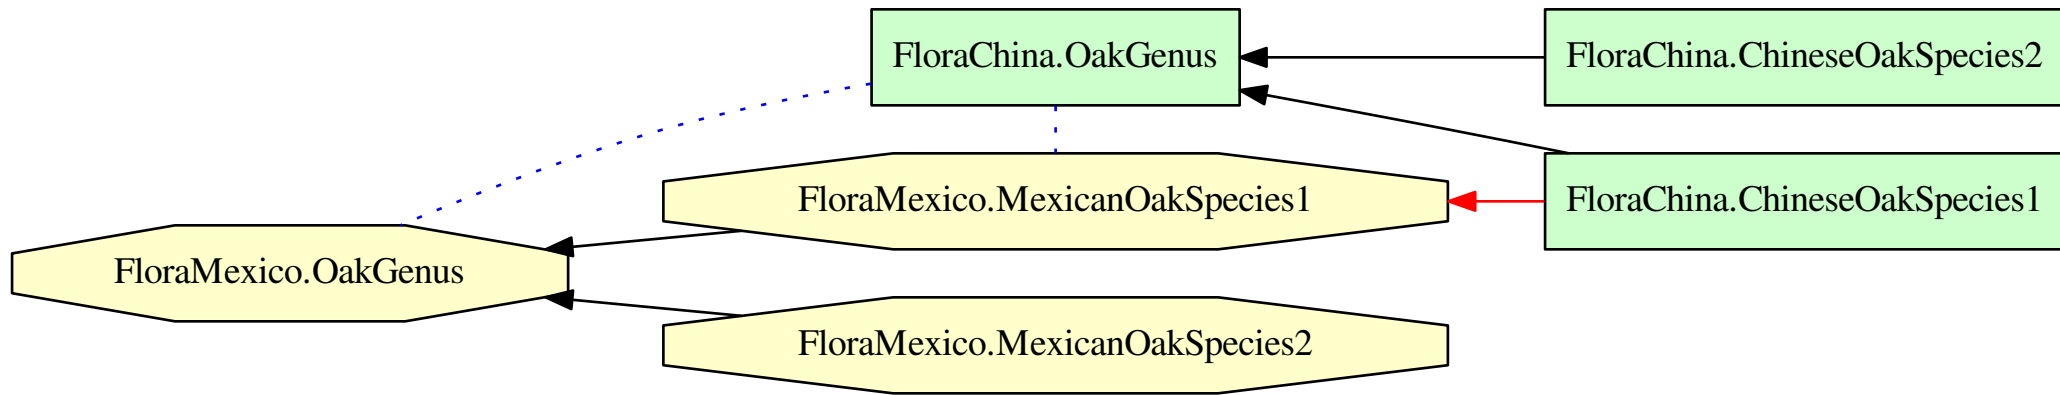 FloraChina.OakGenus
FloraChina.ChineseOakSpecies2
FloraMexico.MexicanOakSpecies1
FloraChina.ChineseOakSpecies1
FloraMexico.OakGenus
FloraMexico.MexicanOakSpecies2